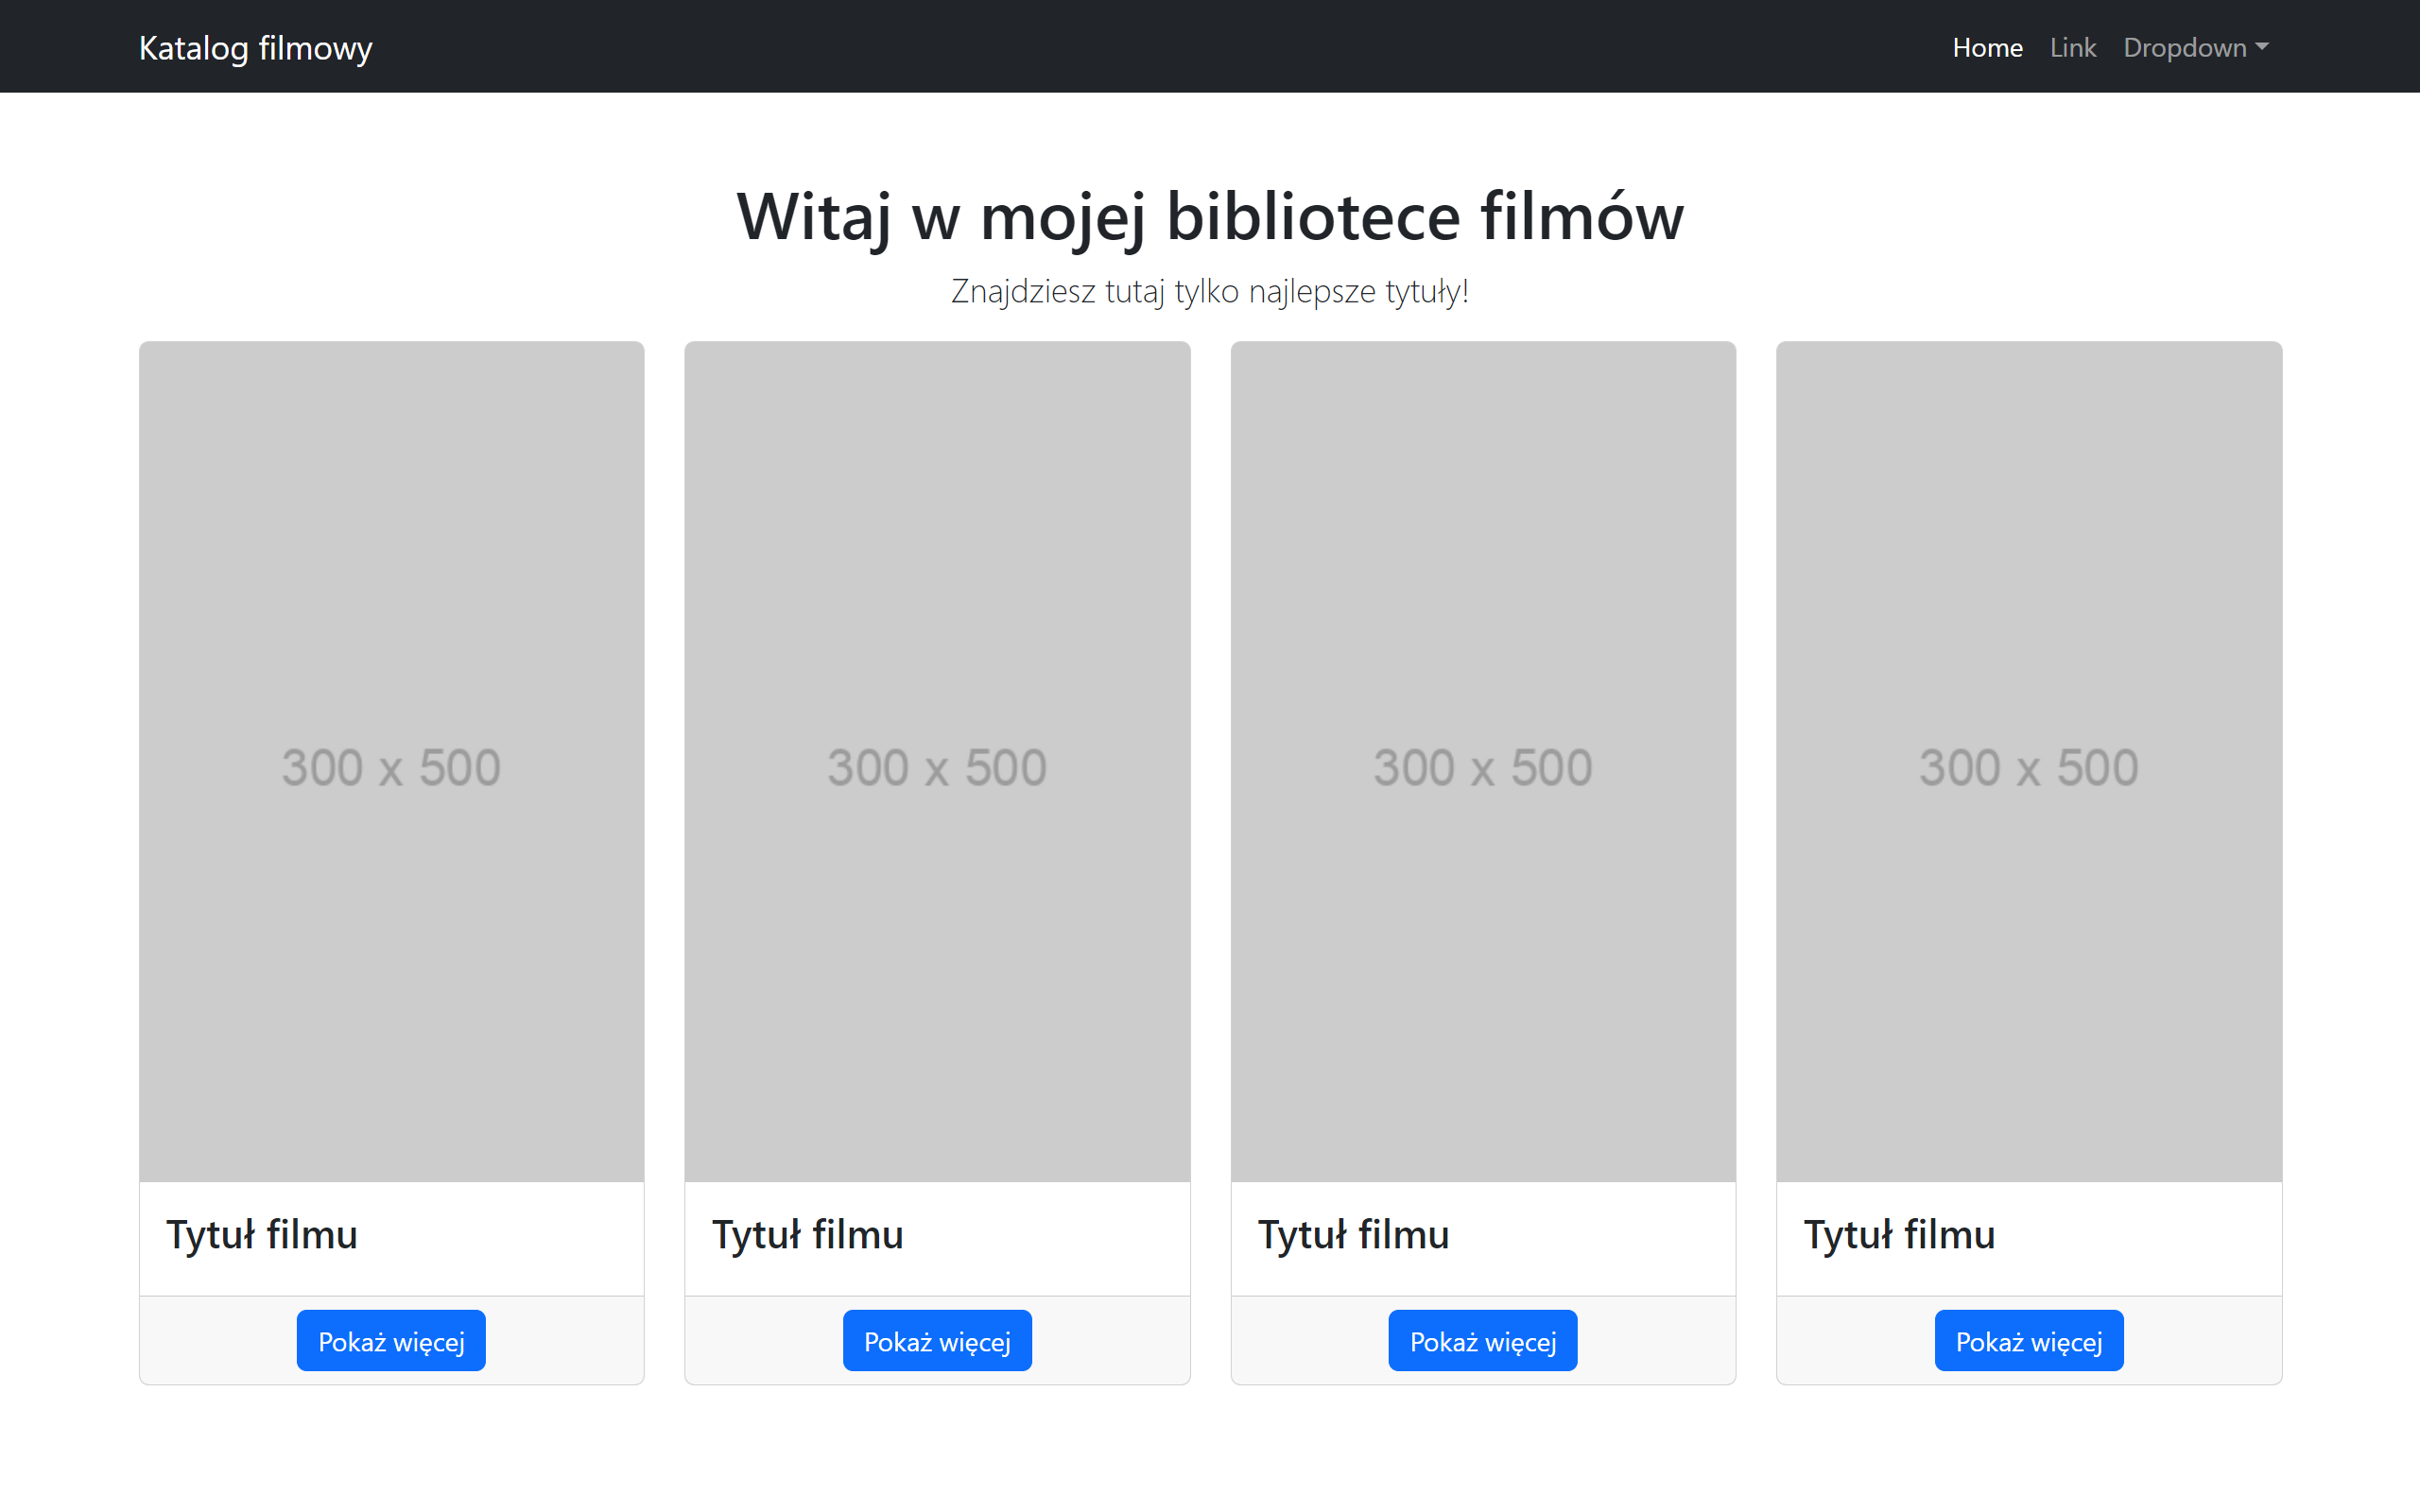 Katalog filmowy
Home Link Dropdown
Witaj w mojej bibliotece filmów
Znajdziesz tutaj tylko najlepsze tytuły!
300 x 500 300 x 500 300 x 500 300 x 500
Tytuł filmu Tytuł filmu Tytuł filmu Tytuł filmu
Pokaż więcej Pokaż więcej Pokaż więcej Pokaż więcej